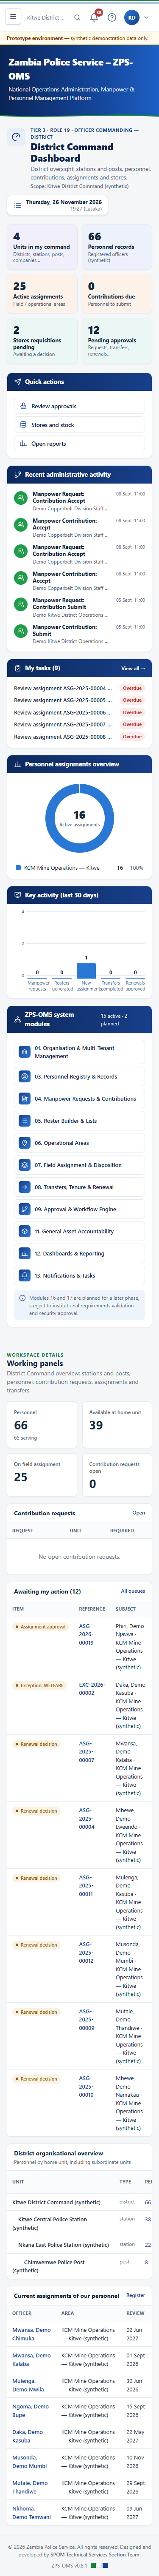 Kitwe District ...
KD
Prototype environment — synthetic demonstration data only.
Zambia Police Service – ZPS-
OMS
National Operations Administration, Manpower &
Personnel Management Platform
TIER 3 · ROLE 19 · OFFICER COMMANDING —
DISTRICT
District Command
Dashboard
District oversight: stations and posts,
personnel, contribution requests,
assignments and stores.
Scope: Kitwe District Command (synthetic)
Thursday, 26 November 2026
19:27 (Lusaka)
4
Units in my command
Districts, stations, posts,
companies...
66
Personnel records
Registered officers
(synthetic)
25
Active assignments
Field / operational areas
0
Contributions due
Personnel to submit
2
Stores requisitions
pending
Awaiting a decision
12
Pending approvals
Requests, transfers,
renewals...
Quick actions
Review approvals
Stores and stock
Open reports
Recent administrative activity
Manpower Request:
Contribution Accept
Demo Copperbelt Division Staff ...
08 Sept, 11:00
Manpower Contribution:
Accept
Demo Copperbelt Division Staff ...
08 Sept, 11:00
Manpower Request:
Contribution Accept
Demo Copperbelt Division Staff ...
08 Sept, 11:00
Manpower Contribution:
Accept
Demo Copperbelt Division Staff ...
08 Sept, 11:00
Manpower Request:
Contribution Submit
Demo Kitwe District Operations ...
05 Sept, 11:00
Manpower Contribution:
Submit
Demo Kitwe District Operations ...
05 Sept, 11:00
My tasks (9)
View all →
Review assignment ASG-2025-00004 ...
Overdue
Review assignment ASG-2025-00005 ...
Overdue
Review assignment ASG-2025-00006 ...
Overdue
Review assignment ASG-2025-00007 ...
Overdue
Review assignment ASG-2025-00008 ...
Overdue
Personnel assignments overview
16
Active assignments
KCM Mine Operations — Kitwe 16 100%
Key activity (last 30 days)
4
2
0
0 0 1 0 0
Manpower requests
Rosters generated
New assignments
Transfers completed
Renewals approved
ZPS-OMS system
modules
15 active · 2
planned
01. Organisation & Multi-Tenant
Management
03. Personnel Registry & Records
04. Manpower Requests & Contributions
05. Roster Builder & Lists
06. Operational Areas
07. Field Assignment & Disposition
08. Transfers, Tenure & Renewal
09. Approval & Workflow Engine
11. General Asset Accountability
12. Dashboards & Reporting
13. Notifications & Tasks
Modules 16 and 17 are planned for a later phase,
subject to institutional requirements validation
and security approval.
WORKSPACE DETAILS
Working panels
District Command overview: stations and posts,
personnel, contribution requests, assignments and
transfers.
Personnel
66
65 serving
Available at home unit
39
On field assignment
25
Contribution requests
open
0
Contribution requests
Open
REQUEST UNIT REQUIRED
No open contribution requests.
Awaiting my action (12)
All queues
ITEM REFERENCE SUBJECT
Assignment approval
ASG-
2026-
00019
Phiri, Demo
Njavwa ·
KCM Mine
Operations
— Kitwe
(synthetic)
Exception: WELFARE
EXC-2026-
00002
Daka, Demo
Kasuba ·
KCM Mine
Operations
— Kitwe
(synthetic)
Renewal decision
ASG-
2025-
00007
Mwansa,
Demo
Kalaba ·
KCM Mine
Operations
— Kitwe
(synthetic)
Renewal decision
ASG-
2025-
00004
Mbewe,
Demo
Lweendo ·
KCM Mine
Operations
— Kitwe
(synthetic)
Renewal decision
ASG-
2025-
00011
Mulenga,
Demo
Kasuba ·
KCM Mine
Operations
— Kitwe
(synthetic)
Renewal decision
ASG-
2025-
00012
Musonda,
Demo
Mumbi ·
KCM Mine
Operations
— Kitwe
(synthetic)
Renewal decision
ASG-
2025-
00009
Mutale,
Demo
Thandiwe ·
KCM Mine
Operations
— Kitwe
(synthetic)
Renewal decision
ASG-
2025-
00010
Mbewe,
Demo
Namakau ·
KCM Mine
Operations
— Kitwe
(synthetic)
District organisational overview
Personnel by home unit, including subordinate units
UNIT TYPE
Kitwe District Command (synthetic) district 66
Kitwe Central Police Station
(synthetic)
station 38
Nkana East Police Station (synthetic) station 22
Chimwemwe Police Post
(synthetic)
post 8
Current assignments of our personnel
Register
OFFICER AREA REVIEW
Mwansa, Demo
Chimuka
KCM Mine Operations
— Kitwe (synthetic)
02 Jun
2027
Mwansa, Demo
Kalaba
KCM Mine Operations
— Kitwe (synthetic)
01 Sept
2026
Mulenga,
Demo Mwila
KCM Mine Operations
— Kitwe (synthetic)
30 Jun
2026
Ngoma, Demo
Bupe
KCM Mine Operations
— Kitwe (synthetic)
15 Sept
2026
Daka, Demo
Kasuba
KCM Mine Operations
— Kitwe (synthetic)
22 May
2027
Musonda,
Demo Mumbi
KCM Mine Operations
— Kitwe (synthetic)
10 Nov
2026
Mutale, Demo
Thandiwe
KCM Mine Operations
— Kitwe (synthetic)
29 Sept
2026
Nkhoma,
Demo Temwani
KCM Mine Operations
— Kitwe (synthetic)
09 Jun
2027
© 2026 Zambia Police Service. All rights reserved. Designed and
developed by SPOM Technical Services Section Team.
ZPS-OMS v0.8.1